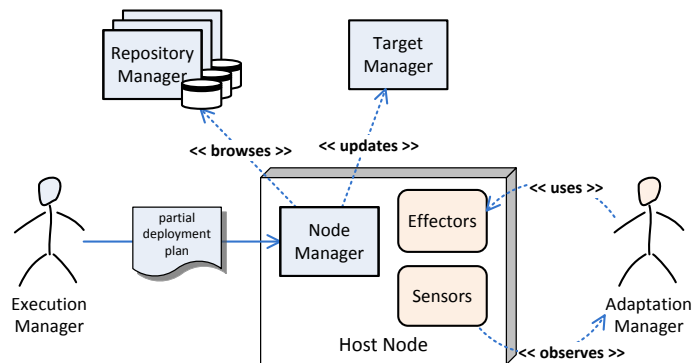 Repository
Manager
Target
Manager
<< browses >>
<< updates >>
<< uses >>
partial
deployment
plan
Node
Manager
Effectors
Sensors
Execution
Manager
Host Node
<< observes >>
Adaptation
Manager